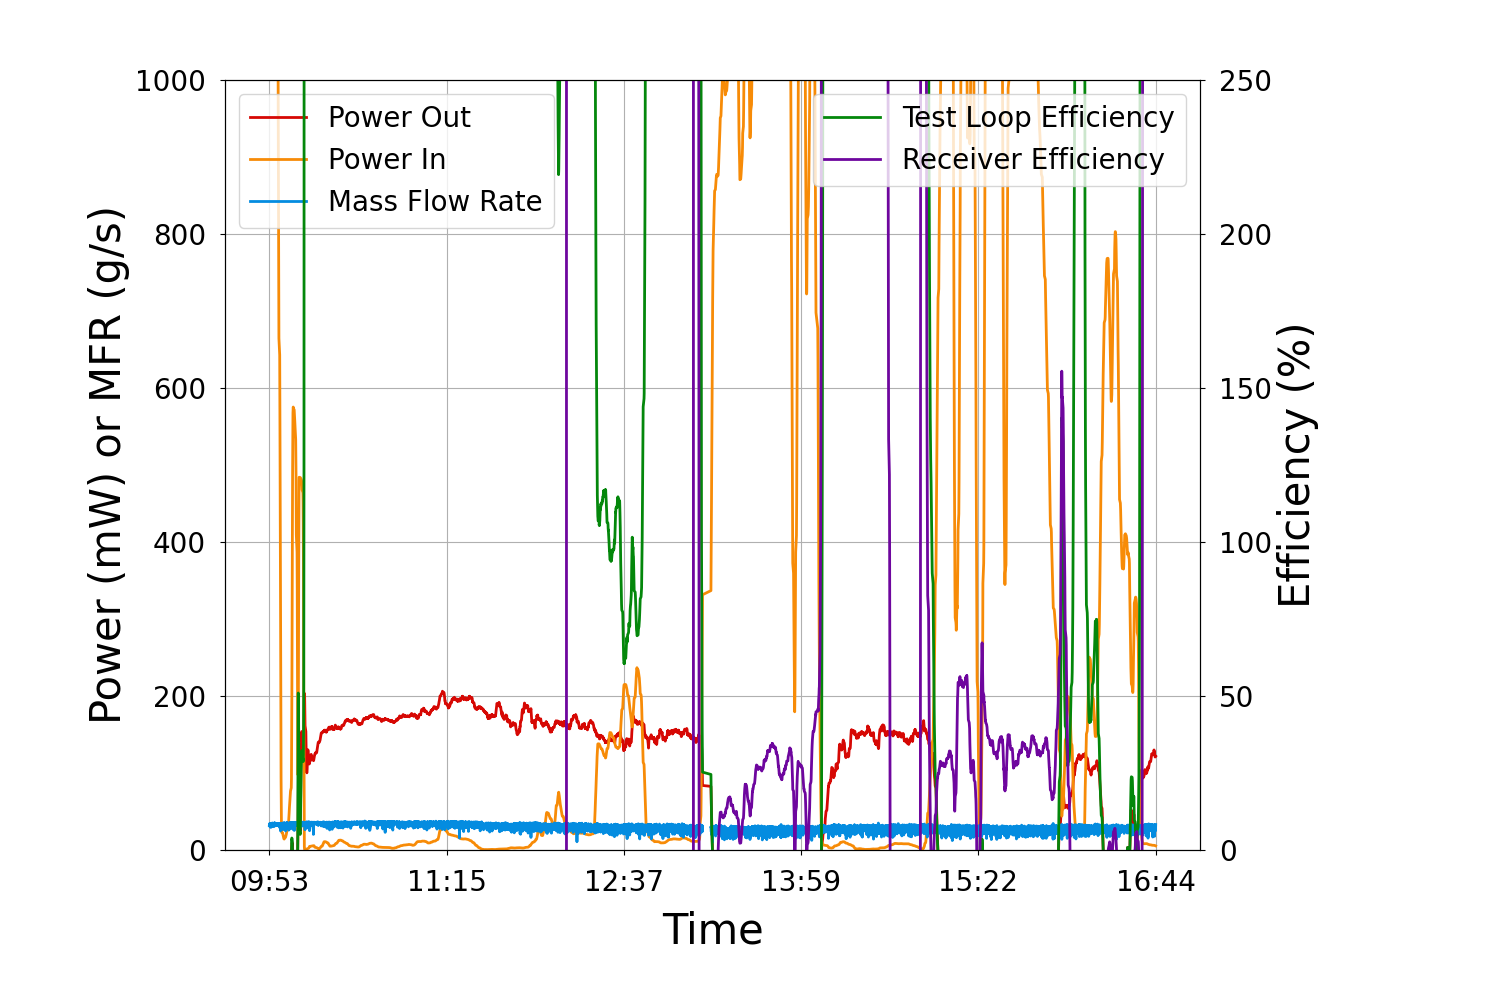 1000
800
600
400
200
0
Power (mW) or MFR (g/s)
Power Out
Power In
Mass Flow Rate
Test Loop Efficiency
Receiver Efficiency
250
200
150
100
50
0
Efficiency (%)
09:53 11:15 12:37 13:59 15:22 16:44
Time